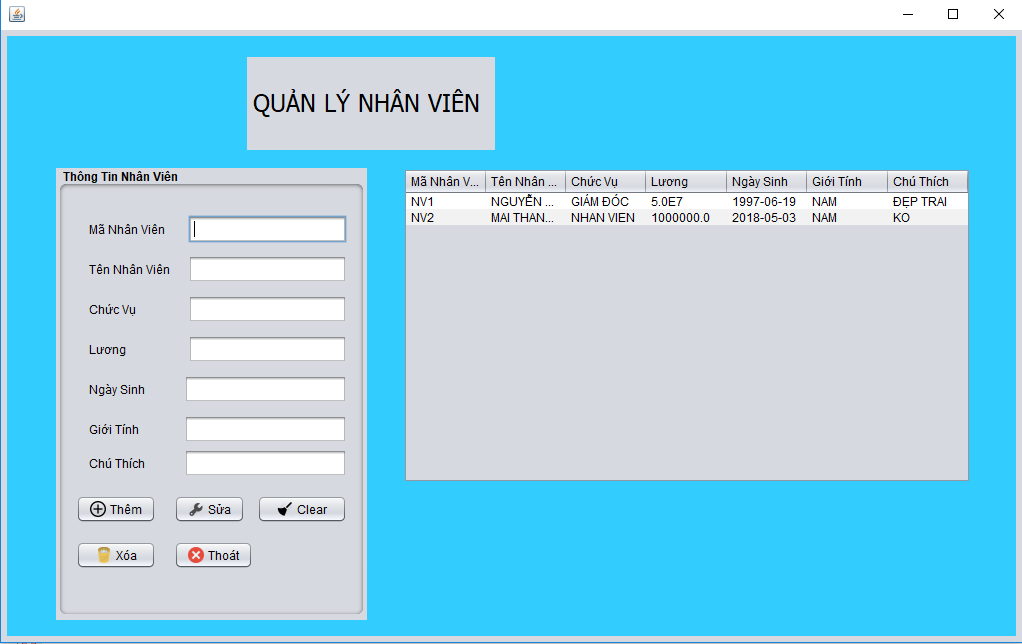 QUẢN LÝ NHÂN VIÊN
Thông Tin Nhân Viên
Mã Nhân Viên
Tên Nhân Viên
Chức Vụ
Lương
Ngày Sinh
Giới Tính
Chú Thích
Thêm Sửa Clear
Xóa Thoát
Mã Nhân V... Tên Nhân ... Chức Vụ Lương Ngày Sinh Giới Tính Chú Thích
NV1 NGUYỄN ... GIÁM ĐÓC 5.0E7 1997-06-19 NAM ĐẸP TRAI
NV2 MAI THAN... NHAN VIEN 1000000.0 2018-05-03 NAM KO